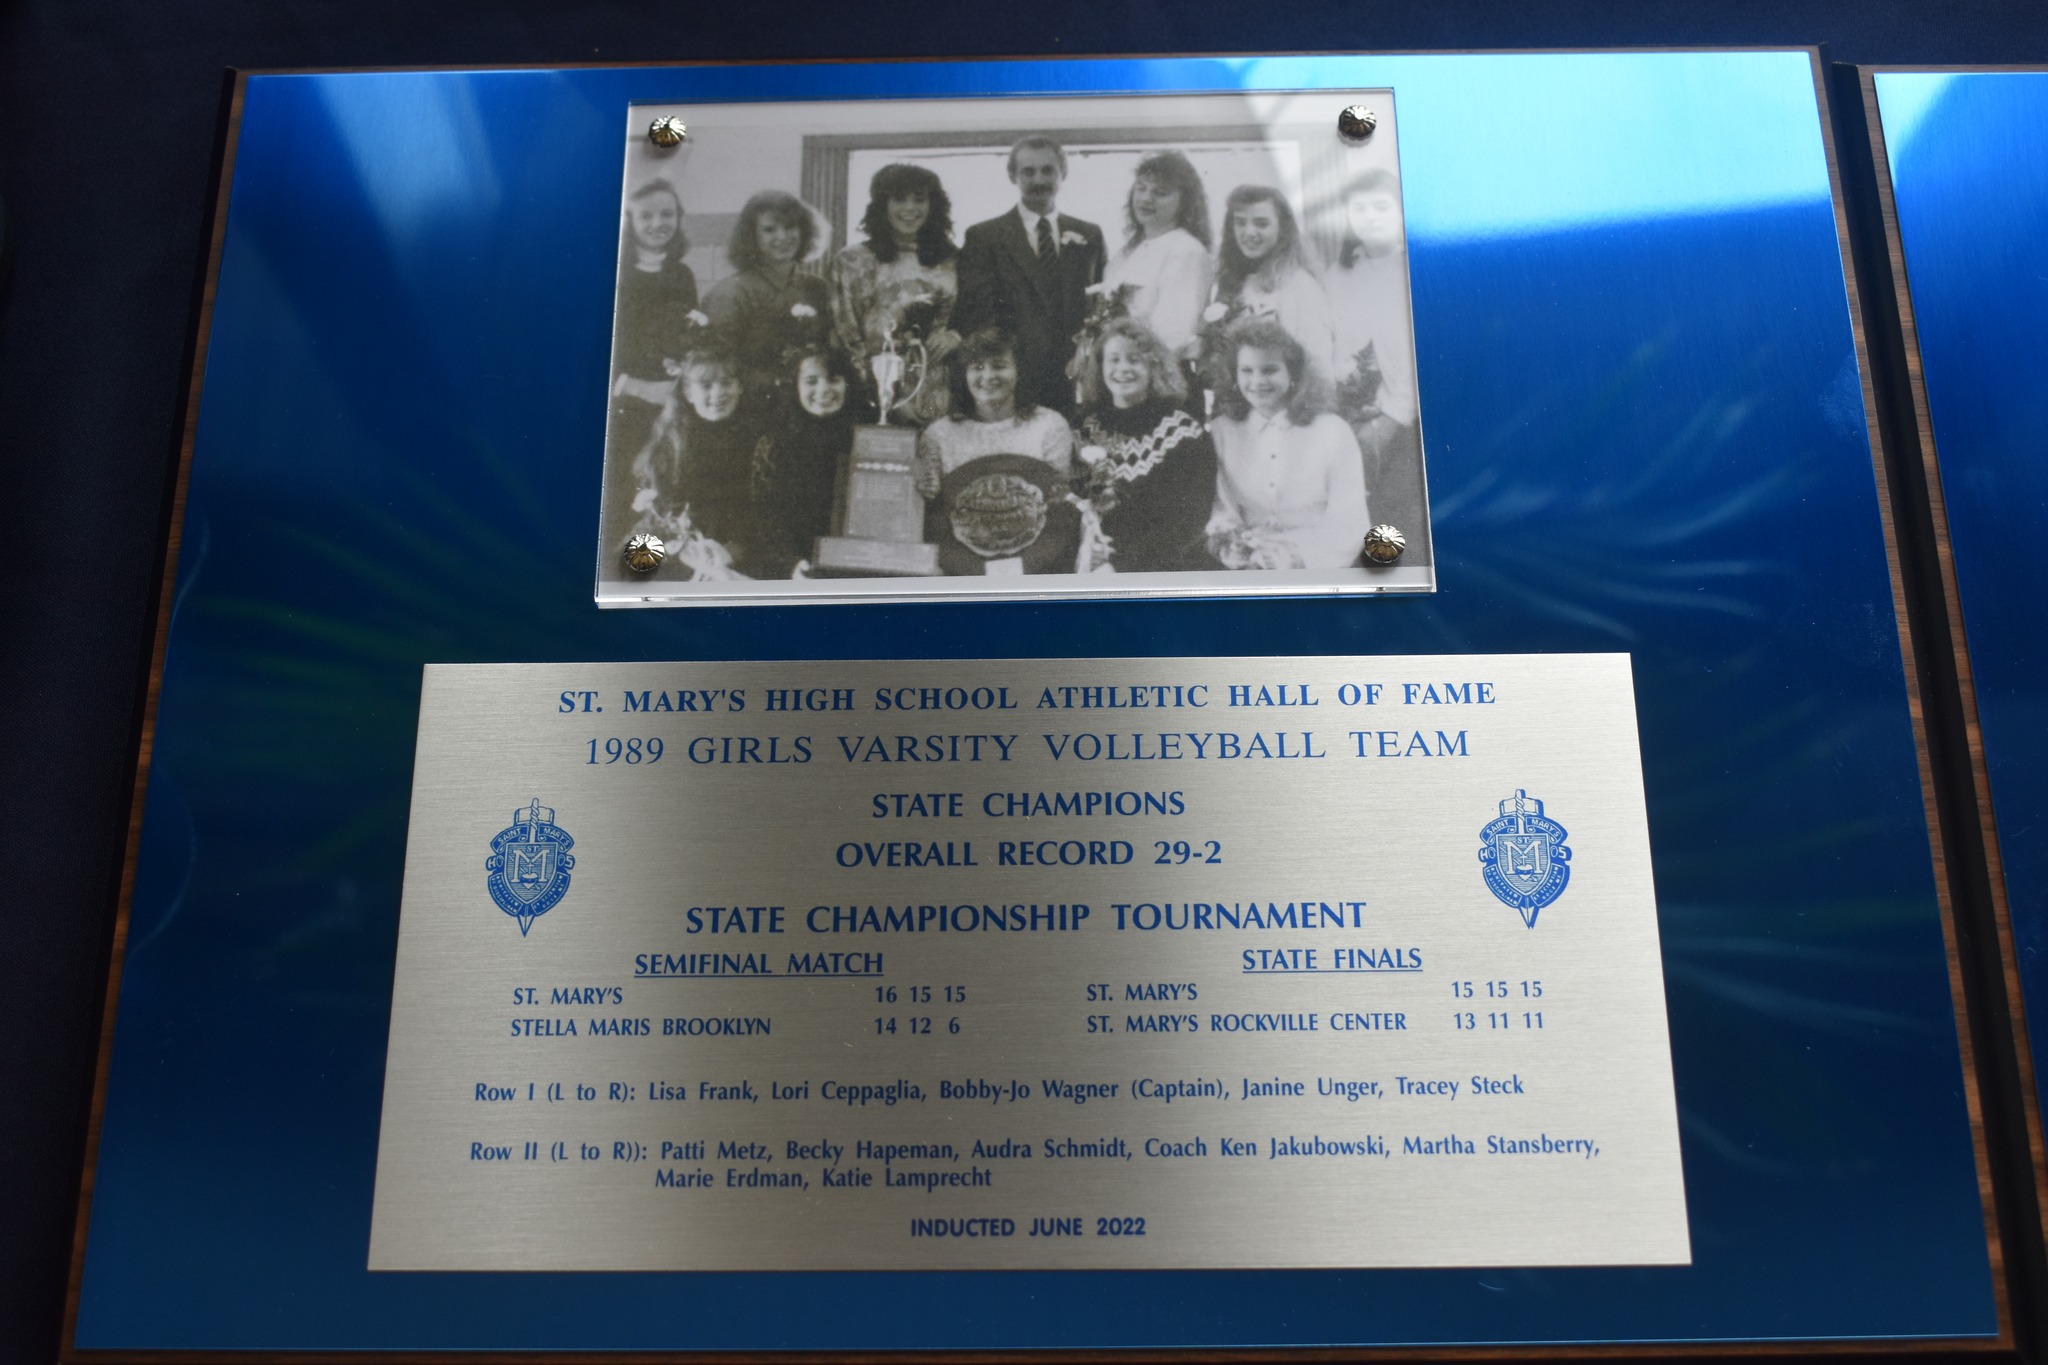 ST. MARY'S HIGH SCHOOL ATHLETIC HALL OF FAME
1989 GIRLS VARSITY VOLLEYBALL TEAM
STATE CHAMPIONS
OVERALL RECORD 29-2
SAINT MARY'S
ST.
M
STATE CHAMPIONSHIP TOURNAMENT
SEMIFINAL MATCH
ST. MARY'S 16 15 15
STELLA MARIS BROOKLYN 14 12 6
STATE FINALS
ST. MARY'S 15 15 15
ST. MARY'S ROCKVILLE CENTER 13 11 11
Row I (L to R): Lisa Frank, Lori Ceppaglia, Bobby-Jo Wagner (Captain), Janine Unger, Tracey Steck
Row II (L to R)): Patti Metz, Becky Hapeman, Audra Schmidt, Coach Ken Jakubowski, Martha Stansberry,
Marie Erdman, Katie Lamprecht
INDUCTED JUNE 2022